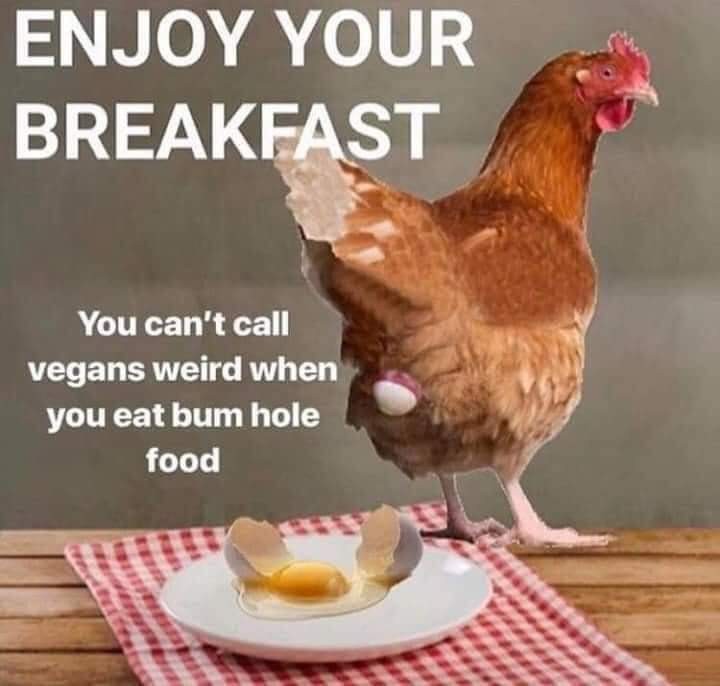 ENJOY YOUR
BREAKFAST
You can't call
vegans weird when
you eat bum hole
food